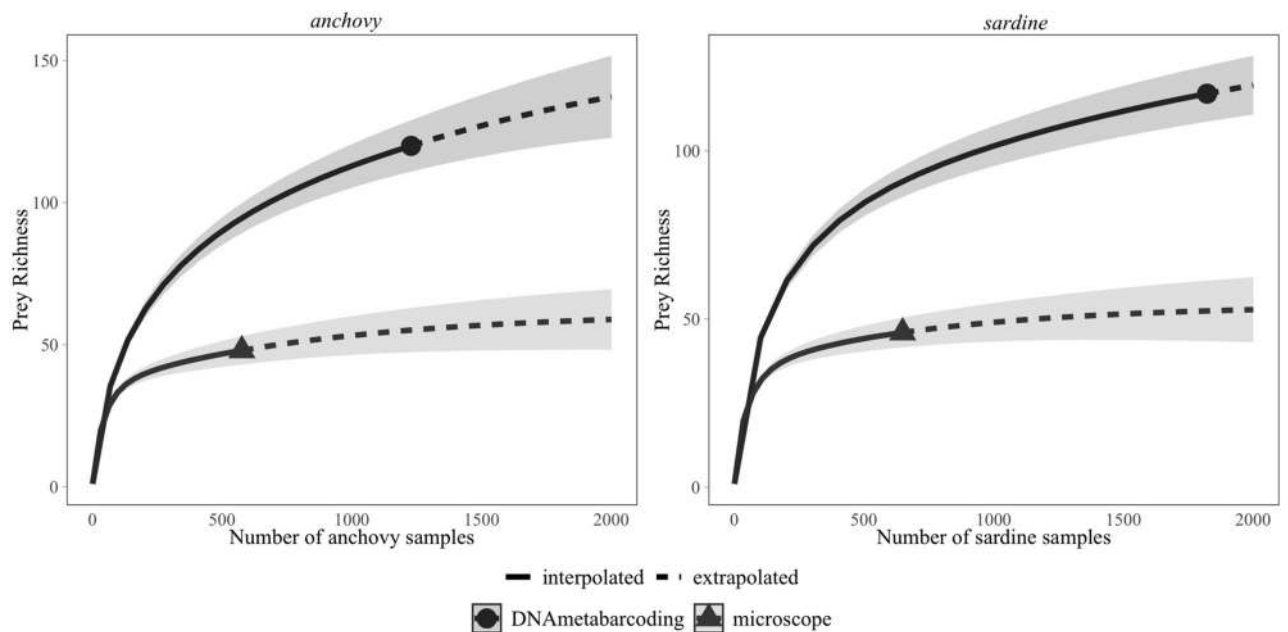 anchovy
sardine
Prey Richness
150
100
50
0
0 500 1000 1500 2000
Number of anchovy samples
Prey Richness
100
50
0
0 500 1000 1500 2000
Number of sardine samples
interpolated extrapolated
DNAmetabarcoding microscope